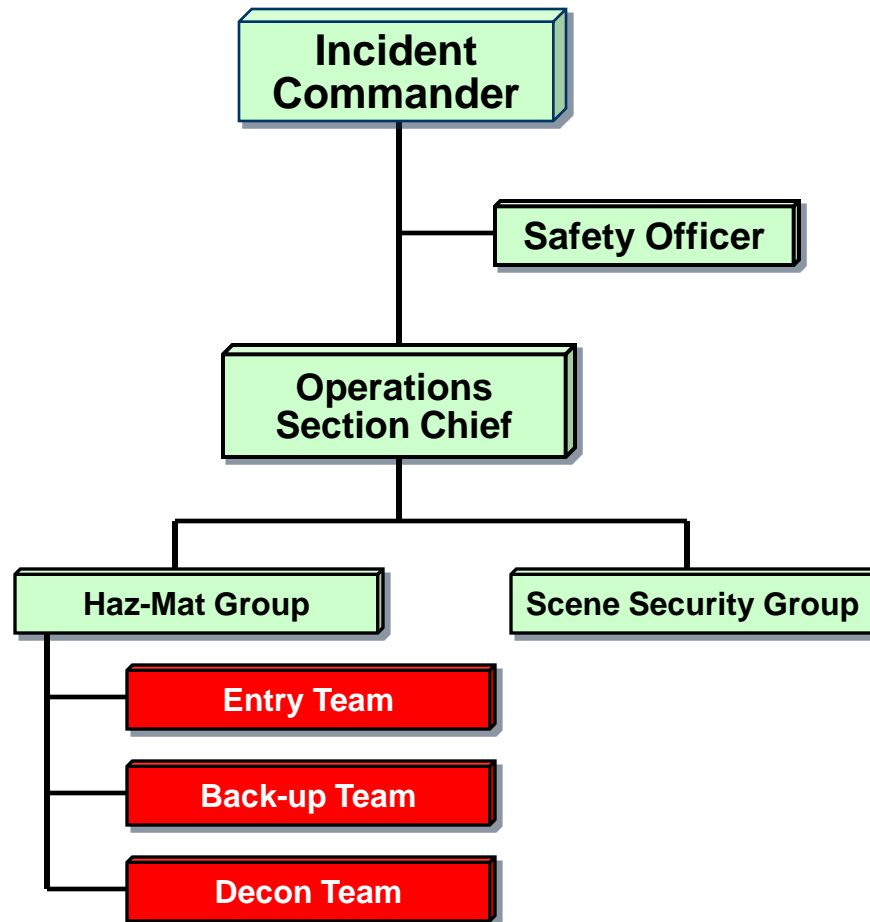 Incident
Commander
Safety Officer
Operations
Section Chief
Haz-Mat Group
Scene Security Group
Entry Team
Back-up Team
Decon Team